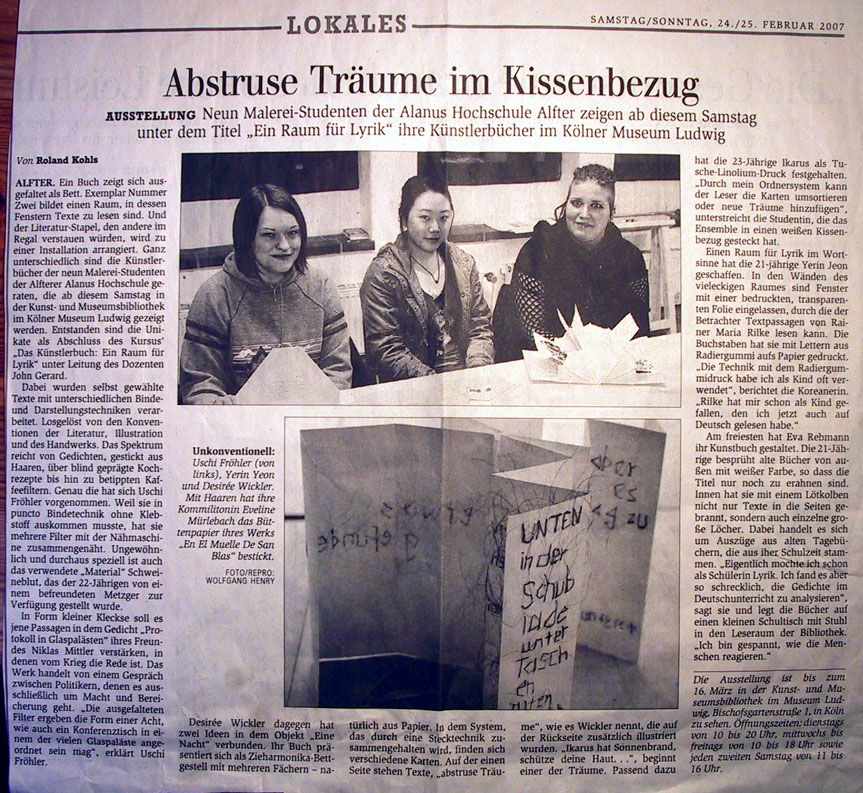 LOKALES
SAMSTAG/SONNTAG, 24./25. FEBRUAR 2007
Abstruse Träume im Kissenbezug
AUSSTELLUNG Neun Malerei-Studenten der Alanus Hochschule Alfter zeigen ab diesem Samstag
unter dem Titel „Ein Raum für Lyrik“ ihre Künstlerbücher im Kölner Museum Ludwig
Von Roland Kohls
ALFTER. Ein Buch zeigt sich aus-
gefaltet als Bett. Exemplar Nummer
Zwei bildet einen Raum, in dessen
Fenstern Texte zu lesen sind. Und
der Literatur-Stapel, den andere im
Regal verstauen würden, wird zu
einer Installation arrangiert. Ganz
unterschiedlich sind die Künstler-
bücher der neun Malerei-Studenten
der Alfterer Alanus Hochschule ge-
raten, die ab diesem Samstag in
der Kunst- und Museumsbibliothek
im Kölner Museum Ludwig gezeigt
werden. Entstanden sind die Uni-
kate als Abschluss des Kursus'
„Das Künstlerbuch: Ein Raum für
Lyrik“ unter Leitung des Dozenten
John Gerard.
Dabei wurden selbst gewählte
Texte mit unterschiedlichen Binde-
und Darstellungstechniken verar-
beitet. Losgelöst von den Konven-
tionen der Literatur, Illustration
und des Handwerks. Das Spektrum
reicht von Gedichten, gestickt aus
Haaren, über blind geprägte Koch-
rezepte bis hin zu betippten Kaf-
feefiltern. Genau die hat sich Uschi
Fröhler vorgenommen. Weil sie in
puncto Bindetechnik ohne Kleb-
stoff auskommen musste, hat sie
mehrere Filter mit der Nähmaschi-
ne zusammengenäht. Ungewöhn-
lich und durchaus speziell ist auch
das verwendete „Material“ Schwei-
neblut, das der 22-Jährigen von ei-
nem befreundeten Metzger zur
Verfügung gestellt wurde.
In Form kleiner Kleckse soll es
jene Passagen in dem Gedicht „Pro-
tokoll in Glaspalästen“ ihres Freun-
des Niklas Mittler verstärken, in
denen vom Krieg die Rede ist. Das
Werk handelt von einem Gespräch
zwischen Politikern, denen es aus-
schließlich um Macht und Berei-
cherung geht. „Die ausgefalteten
Filter ergeben die Form einer Acht,
wie auch ein Konferenztisch in ei-
nem der vielen Glaspaläste ange-
ordnet sein mag“, erklärt Uschi
Fröhler.
Unkonventionell:
Uschi Fröhler (von
links), Yerin Yeon
und Desirée Wickler.
Mit Haaren hat ihre
Kommilitonin Eveline
Mürlebach das Büt-
tenpapier ihres Werks
„En El Muelle De San
Blas“ bestickt.
FOTO/REPRO:
WOLFGANG HENRY
gefunde
aber
es
zu
UNTEN
in der
Schub
lade
unter
Tasch
en
Desirée Wickler dagegen hat
zwei Ideen in dem Objekt „Eine
Nacht“ verbunden. Ihr Buch prä-
sentiert sich als Zieharmonika-Bett-
gestell mit mehreren Fächern – na-
türlich aus Papier. In dem System,
das durch eine Stecktechnik zu-
sammengehalten wird, finden sich
verschiedene Karten. Auf der einen
Seite stehen Texte, „abstruse Träu-
me“, wie es Wickler nennt, die auf
der Rückseite zusätzlich illustriert
wurden. „Ikarus hat Sonnenbrand,
schütze deine Haut. . .“, beginnt
einer der Träume. Passend dazu
hat die 23-Jährige Ikarus als Tu-
sche-Linolium-Druck festgehalten.
„Durch mein Ordnersystem kann
der Leser die Karten umsortieren
oder neue Träume hinzufügen“,
unterstreicht die Studentin, die das
Ensemble in einen weißen Kissen-
bezug gesteckt hat.
Einen Raum für Lyrik im Wort-
sinne hat die 21-jährige Yerin Jeon
geschaffen. In den Wänden des
vieleckigen Raumes sind Fenster
mit einer bedruckten, transparen-
ten Folie eingelassen, durch die der
Betrachter Textpassagen von Rai-
ner Maria Rilke lesen kann. Die
Buchstaben hat sie mit Lettern aus
Radiergummi aufs Papier gedruckt.
„Die Technik mit dem Radiergum-
midruck habe ich als Kind oft ver-
wendet“, berichtet die Koreanerin.
„Rilke hat mir schon als Kind ge-
fallen, den ich jetzt auch auf
Deutsch gelesen habe.“
Am freiesten hat Eva Rebmann
ihr Kunstbuch gestaltet. Die 21-Jäh-
rige besprüht alte Bücher von au-
ßen mit weißer Farbe, so dass die
Titel nur noch zu erahnen sind.
Innen hat sie mit einem Lötkolben
nicht nur Texte in die Seiten ge-
brannt, sondern auch einzelne gro-
ße Löcher. Dabei handelt es sich
um Auszüge aus alten Tagebü-
chern, die aus iher Schulzeit stam-
men. „Eigentlich mochte ich schon
als Schülerin Lyrik. Ich fand es aber
so schrecklich, die Gedichte im
Deutschunterricht zu analysieren“,
sagt sie und legt die Bücher auf
einen kleinen Schultisch mit Stuhl
in den Leseraum der Bibliothek.
„Ich bin gespannt, wie die Men-
schen reagieren.“
Die Ausstellung ist bis zum
16. März in der Kunst- und Mu-
seumsbibliothek im Museum Lud-
wig, Bischofsgartenstraße 1, in Köln
zu sehen. Öffnungszeiten: dienstags
von 10 bis 20 Uhr, mittwochs bis
freitags von 10 bis 18 Uhr sowie
jeden zweiten Samstag von 11 bis
16 Uhr.